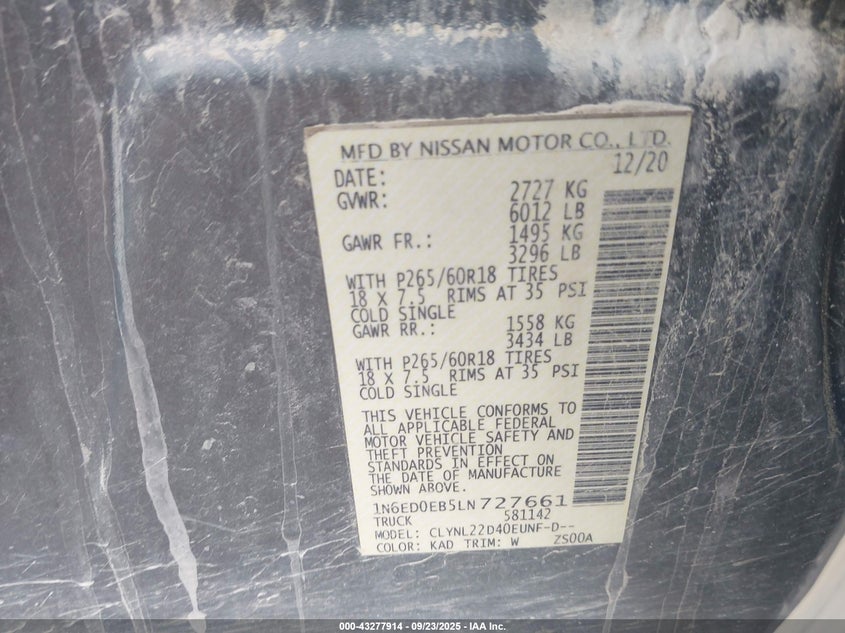 MFD BY NISSAN MOTOR CO., LTD.
DATE: 12/20
GVWR: 2727 KG
6012 LB
GAWR FR.: 1495 KG
3296 LB
WITH P265/60R18 TIRES
18 X 7.5 RIMS AT 35 PSI
COLD SINGLE
GAWR RR.: 1558 KG
3434 LB
WITH P265/60R18 TIRES
18 X 7.5 RIMS AT 35 PSI
COLD SINGLE
THIS VEHICLE CONFORMS TO
ALL APPLICABLE FEDERAL
MOTOR VEHICLE SAFETY AND
THEFT PREVENTION
STANDARDS IN EFFECT ON
THE DATE OF MANUFACTURE
SHOWN ABOVE.
1N6ED0EB5LN727661
TRUCK 581142
MODEL: CLYNL22D40EUNF-D--
COLOR: KAD TRIM: W ZS00A
000-43277914 - 09/23/2025 - IAA Inc.